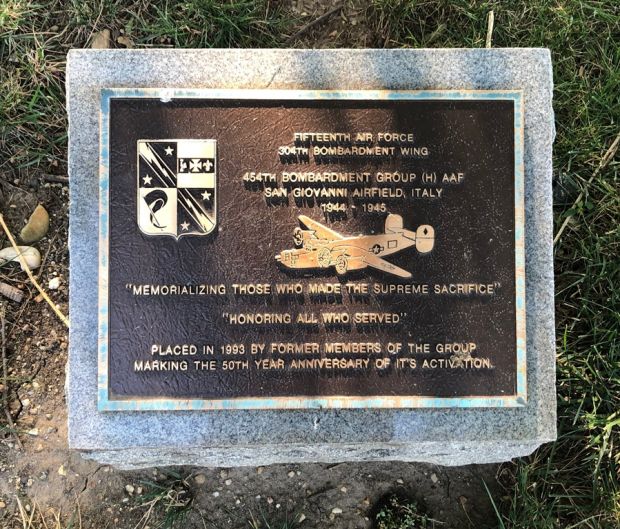 FIFTEENTH AIR FORCE
304TH BOMBARDMENT WING
454TH BOMBARDMENT GROUP (H) AAF
SAN GIOVANNI AIRFIELD, ITALY
1944 - 1945
"MEMORIALIZING THOSE WHO MADE THE SUPREME SACRIFICE"
"HONORING ALL WHO SERVED"
PLACED IN 1993 BY FORMER MEMBERS OF THE GROUP
MARKING THE 50TH YEAR ANNIVERSARY OF IT'S ACTIVATION.